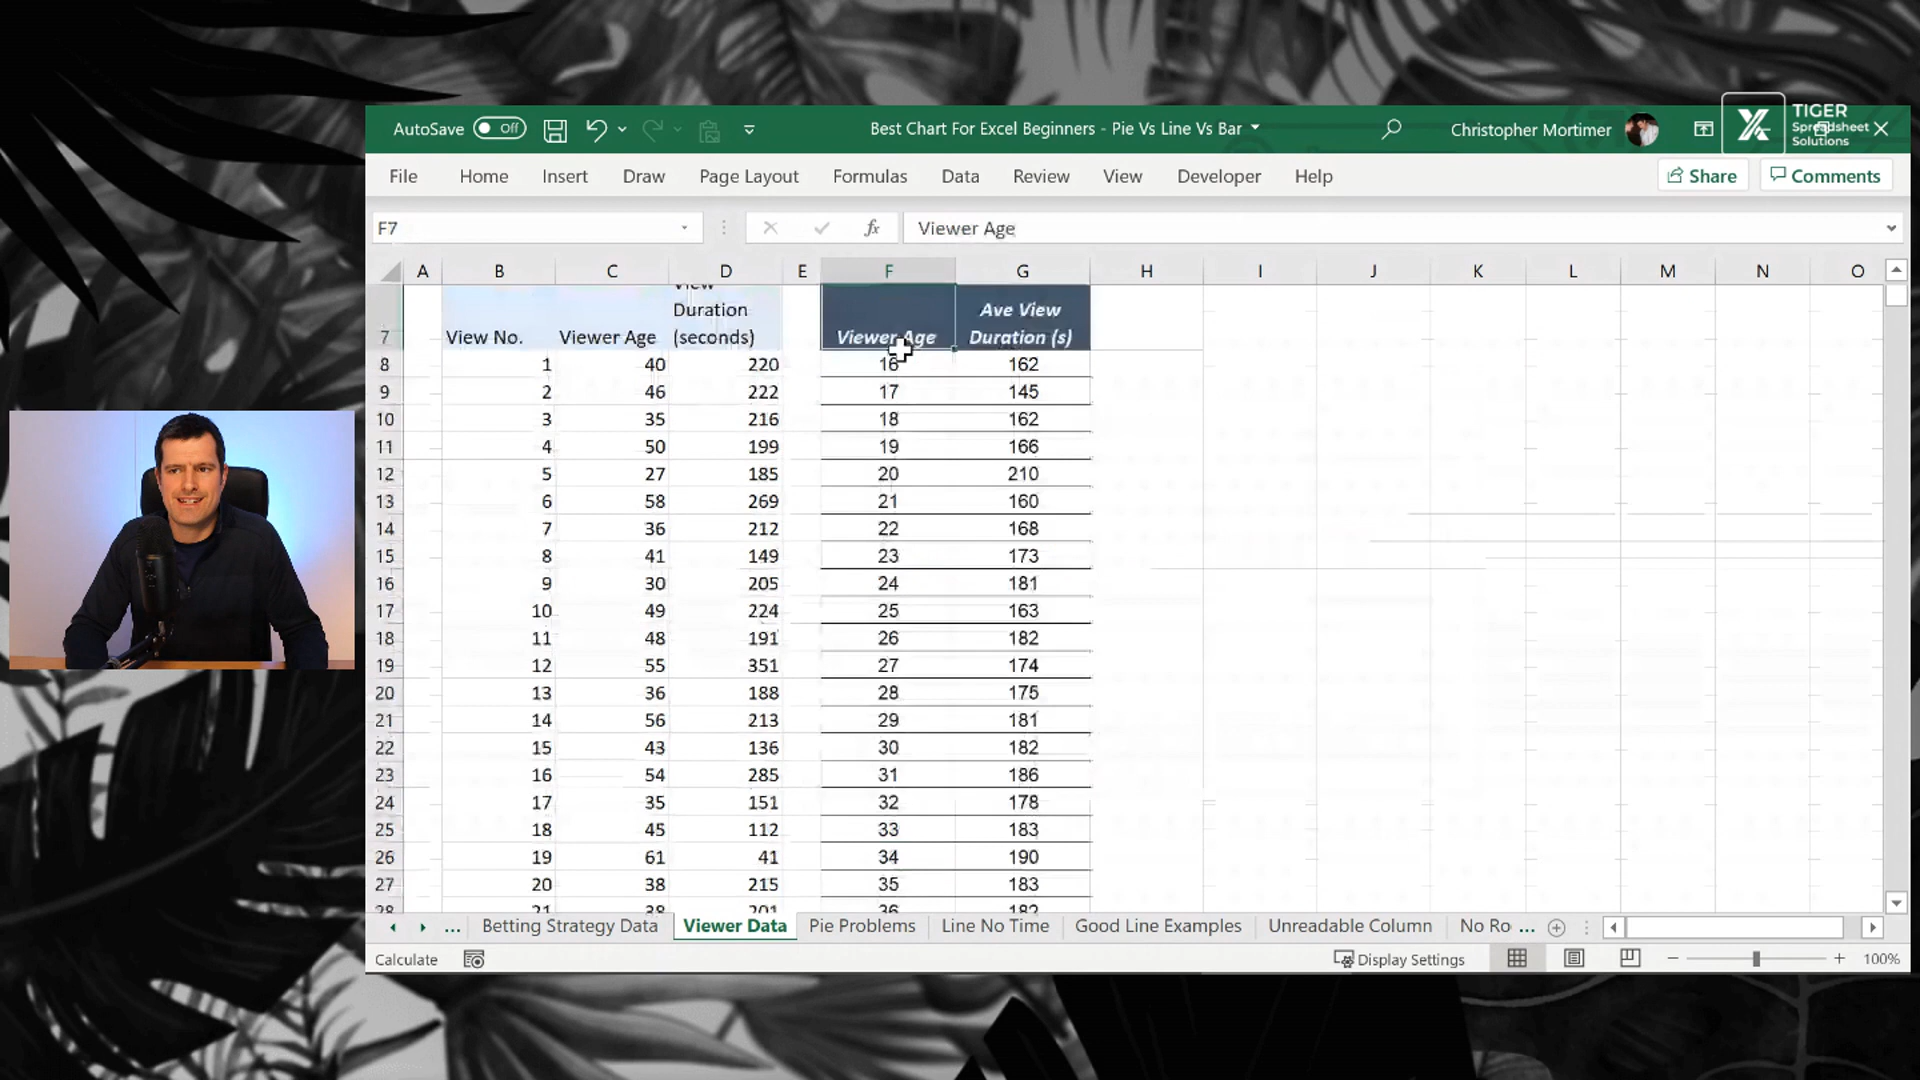 AutoSave Off Best Chart For Excel Beginners - Pie Vs Line Vs Bar Christopher Mortimer
TIGER
Spreadsheet
Solutions
File Home Insert Draw Page Layout Formulas Data Review View Developer Help Share Comments
F7 fx Viewer Age
A B C D E F G H I J K L M N O
View
Duration Ave View
7 View No. Viewer Age (seconds) Viewer Age Duration (s)
8 1 40 220 16 162
9 2 46 222 17 145
10 3 35 216 18 162
11 4 50 199 19 166
12 5 27 185 20 210
13 6 58 269 21 160
14 7 36 212 22 168
15 8 41 149 23 173
16 9 30 205 24 181
17 10 49 224 25 163
18 11 48 191 26 182
19 12 55 351 27 174
20 13 36 188 28 175
21 14 56 213 29 181
22 15 43 136 30 182
23 16 54 285 31 186
24 17 35 151 32 178
25 18 45 112 33 183
26 19 61 41 34 190
27 20 38 215 35 183
28 21 38 201 36 182
... Betting Strategy Data Viewer Data Pie Problems Line No Time Good Line Examples Unreadable Column No Ro ...
Calculate Display Settings 100%